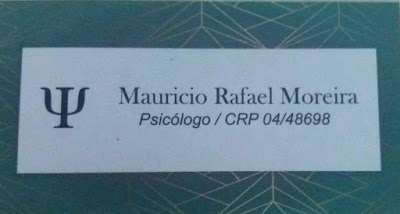 Ψ
Mauricio Rafael Moreira
Psicólogo / CRP 04/48698